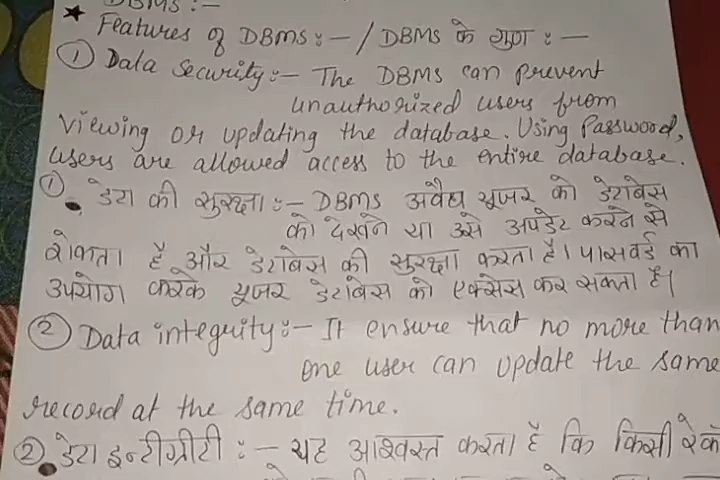 DBMS :-
★ Features of DBMS :- / DBMS के गुण :-
① Data Security :- The DBMS can prevent
unauthorized users from
viewing or updating the database. Using Password,
users are allowed access to the entire database.
① डेटा की सुरक्षा :- DBMS अवैध यूजर को डेटाबेस
को देखने या उसे अपडेट करने से
रोकता है और डेटाबेस की सुरक्षा करता है। पासवर्ड का
उपयोग करके यूजर डेटाबेस को एक्सेस कर सकता है।
② Data integrity :- It ensure that no more than
one user can update the same
record at the same time.
② डेटा इन्टीग्रीटी :- यह आश्वस्त करता है कि किसी